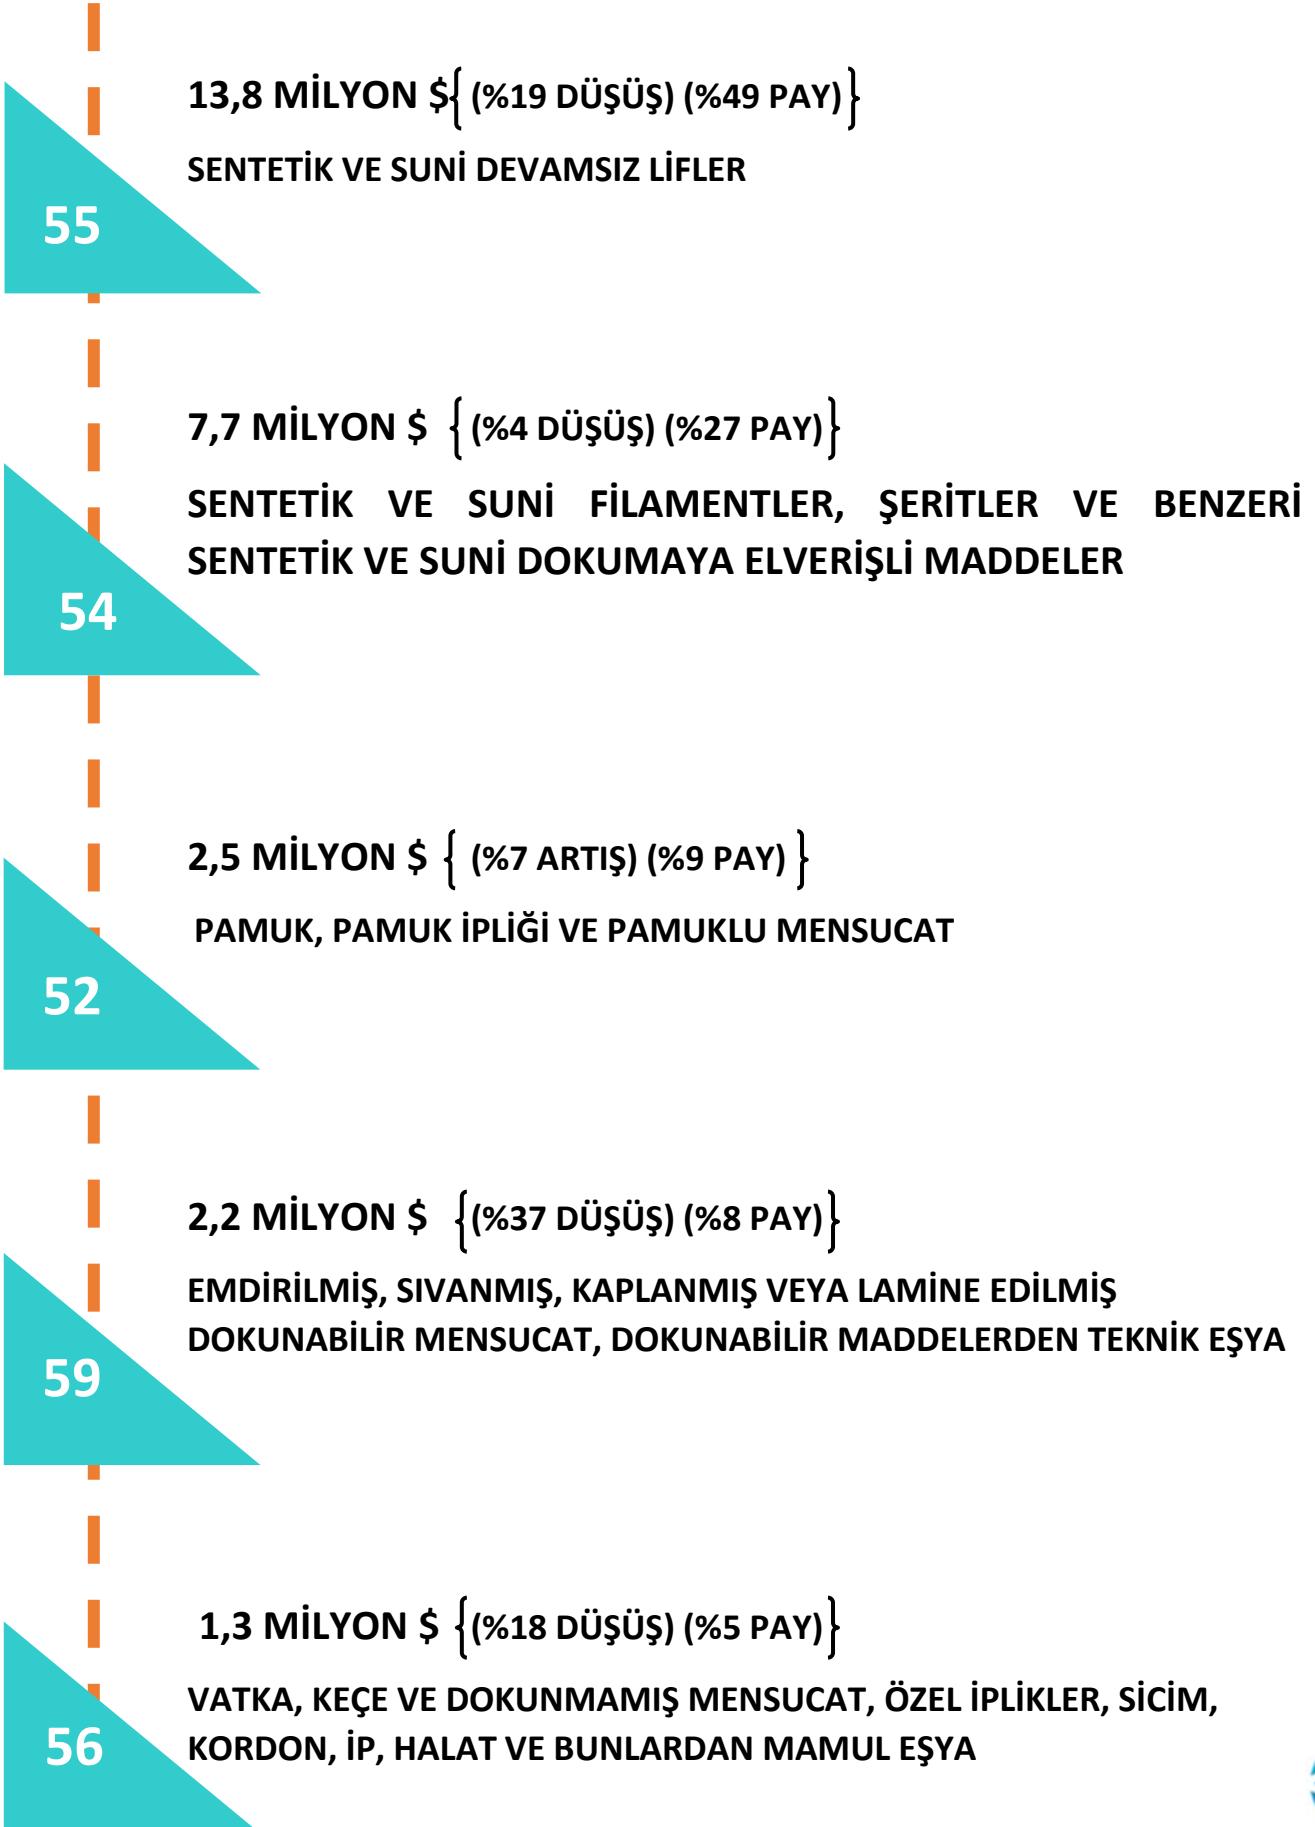 13,8 MİLYON $ (%19 DÜŞÜŞ) (%49 PAY)
SENTETİK VE SUNİ DEVAMSIZ LİFLER
55
7,7 MİLYON $ (%4 DÜŞÜŞ) (%27 PAY)
SENTETİK VE SUNİ FİLAMENTLER, ŞERİTLER VE BENZERİ
SENTETİK VE SUNİ DOKUMAYA ELVERİŞLİ MADDELER
54
2,5 MİLYON $ (%7 ARTIŞ) (%9 PAY)
PAMUK, PAMUK İPLİĞİ VE PAMUKLU MENSUCAT
52
2,2 MİLYON $ (%37 DÜŞÜŞ) (%8 PAY)
EMDİRİLMİŞ, SIVANMIŞ, KAPLANMIŞ VEYA LAMİNE EDİLMİŞ
DOKUNABİLİR MENSUCAT, DOKUNABİLİR MADDELERDEN TEKNİK EŞYA
59
1,3 MİLYON $ (%18 DÜŞÜŞ) (%5 PAY)
VATKA, KEÇE VE DOKUNMAMIŞ MENSUCAT, ÖZEL İPLİKLER, SİCİM,
KORDON, İP, HALAT VE BUNLARDAN MAMUL EŞYA
56